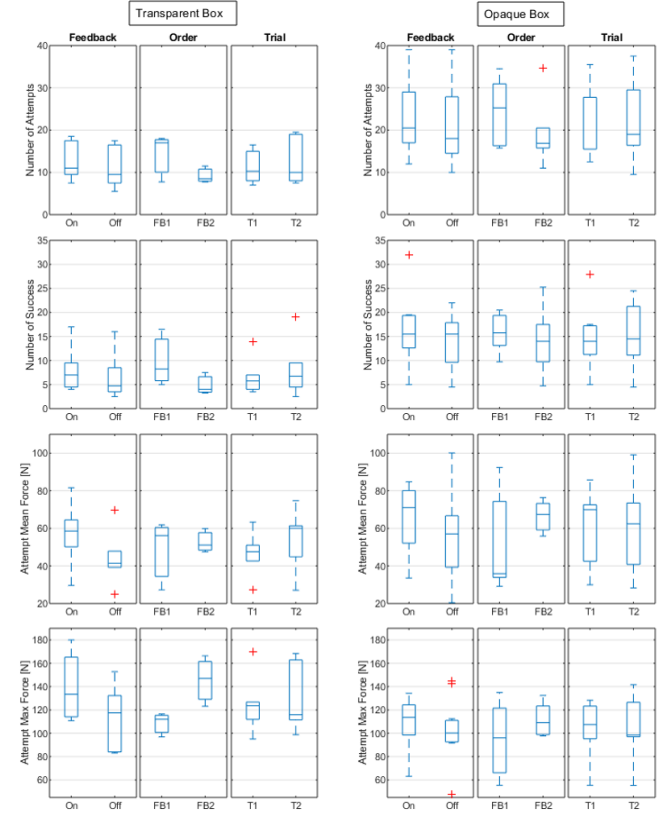 Transparent Box
Opaque Box
Feedback Order Trial
Feedback Order Trial
Number of Attempts
40
30
20
10
0
On Off FB1 FB2 T1 T2
Number of Attempts
40
30
20
10
0
On Off FB1 FB2 T1 T2
Number of Success
35
30
25
20
15
10
5
0
On Off FB1 FB2 T1 T2
Number of Success
35
30
25
20
15
10
5
0
On Off FB1 FB2 T1 T2
Attempt Mean Force [N]
100
80
60
40
20
On Off FB1 FB2 T1 T2
Attempt Mean Force [N]
100
80
60
40
20
On Off FB1 FB2 T1 T2
Attempt Max Force [N]
180
160
140
120
100
80
60
On Off FB1 FB2 T1 T2
Attempt Max Force [N]
180
160
140
120
100
80
60
On Off FB1 FB2 T1 T2